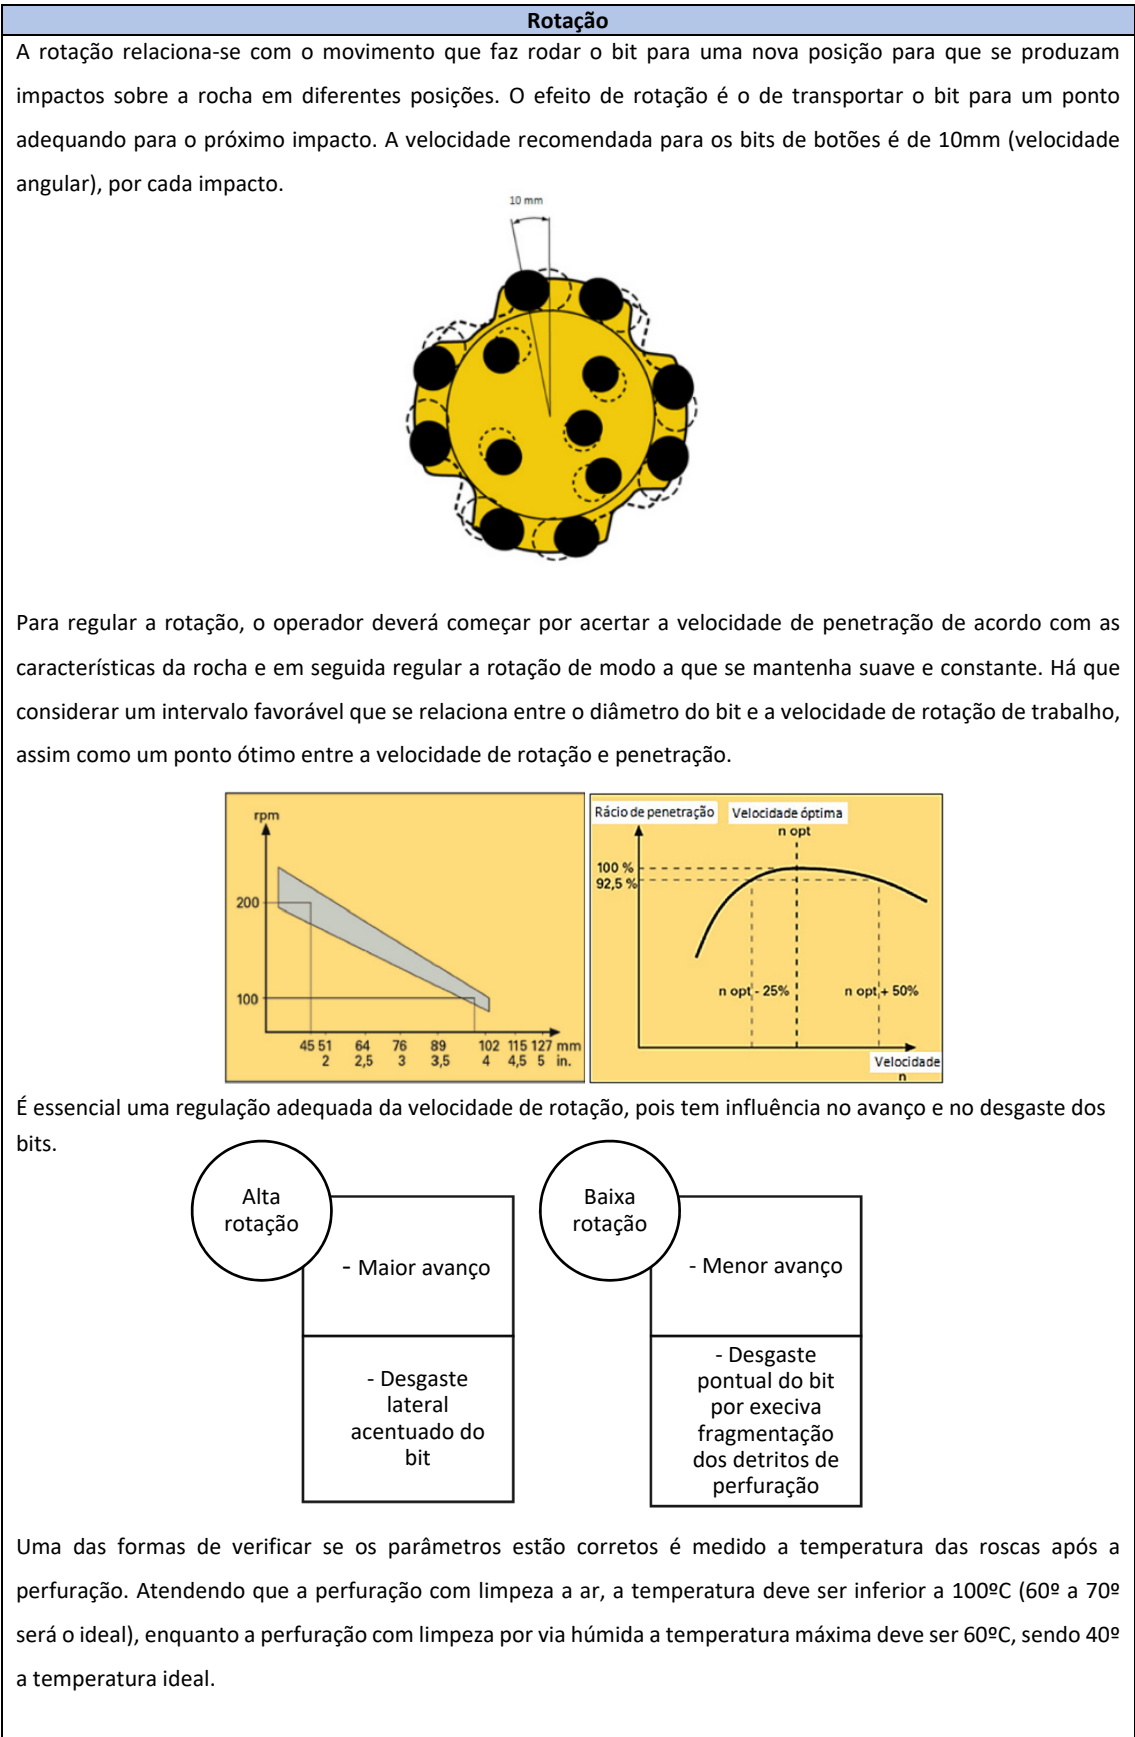 Rotação
A rotação relaciona-se com o movimento que faz rodar o bit para uma nova posição para que se produzam
impactos sobre a rocha em diferentes posições. O efeito de rotação é o de transportar o bit para um ponto
adequando para o próximo impacto. A velocidade recomendada para os bits de botões é de 10mm (velocidade
angular), por cada impacto.
10 mm
Para regular a rotação, o operador deverá começar por acertar a velocidade de penetração de acordo com as
características da rocha e em seguida regular a rotação de modo a que se mantenha suave e constante. Há que
considerar um intervalo favorável que se relaciona entre o diâmetro do bit e a velocidade de rotação de trabalho,
assim como um ponto ótimo entre a velocidade de rotação e penetração.
rpm
200
100
45 51 64 76 89 102 115 127 mm
2 2,5 3 3,5 4 4,5 5 in.
Rácio de penetração Velocidade óptima
n opt
100 %
92,5 %
n opt - 25% n opt + 50%
Velocidade
n
É essencial uma regulação adequada da velocidade de rotação, pois tem influência no avanço e no desgaste dos
bits.
Alta
rotação
- Maior avanço
- Desgaste
lateral
acentuado do
bit
Baixa
rotação
- Menor avanço
- Desgaste
pontual do bit
por execiva
fragmentação
dos detritos de
perfuração
Uma das formas de verificar se os parâmetros estão corretos é medido a temperatura das roscas após a
perfuração. Atendendo que a perfuração com limpeza a ar, a temperatura deve ser inferior a 100ºC (60º a 70º
será o ideal), enquanto a perfuração com limpeza por via húmida a temperatura máxima deve ser 60ºC, sendo 40º
a temperatura ideal.